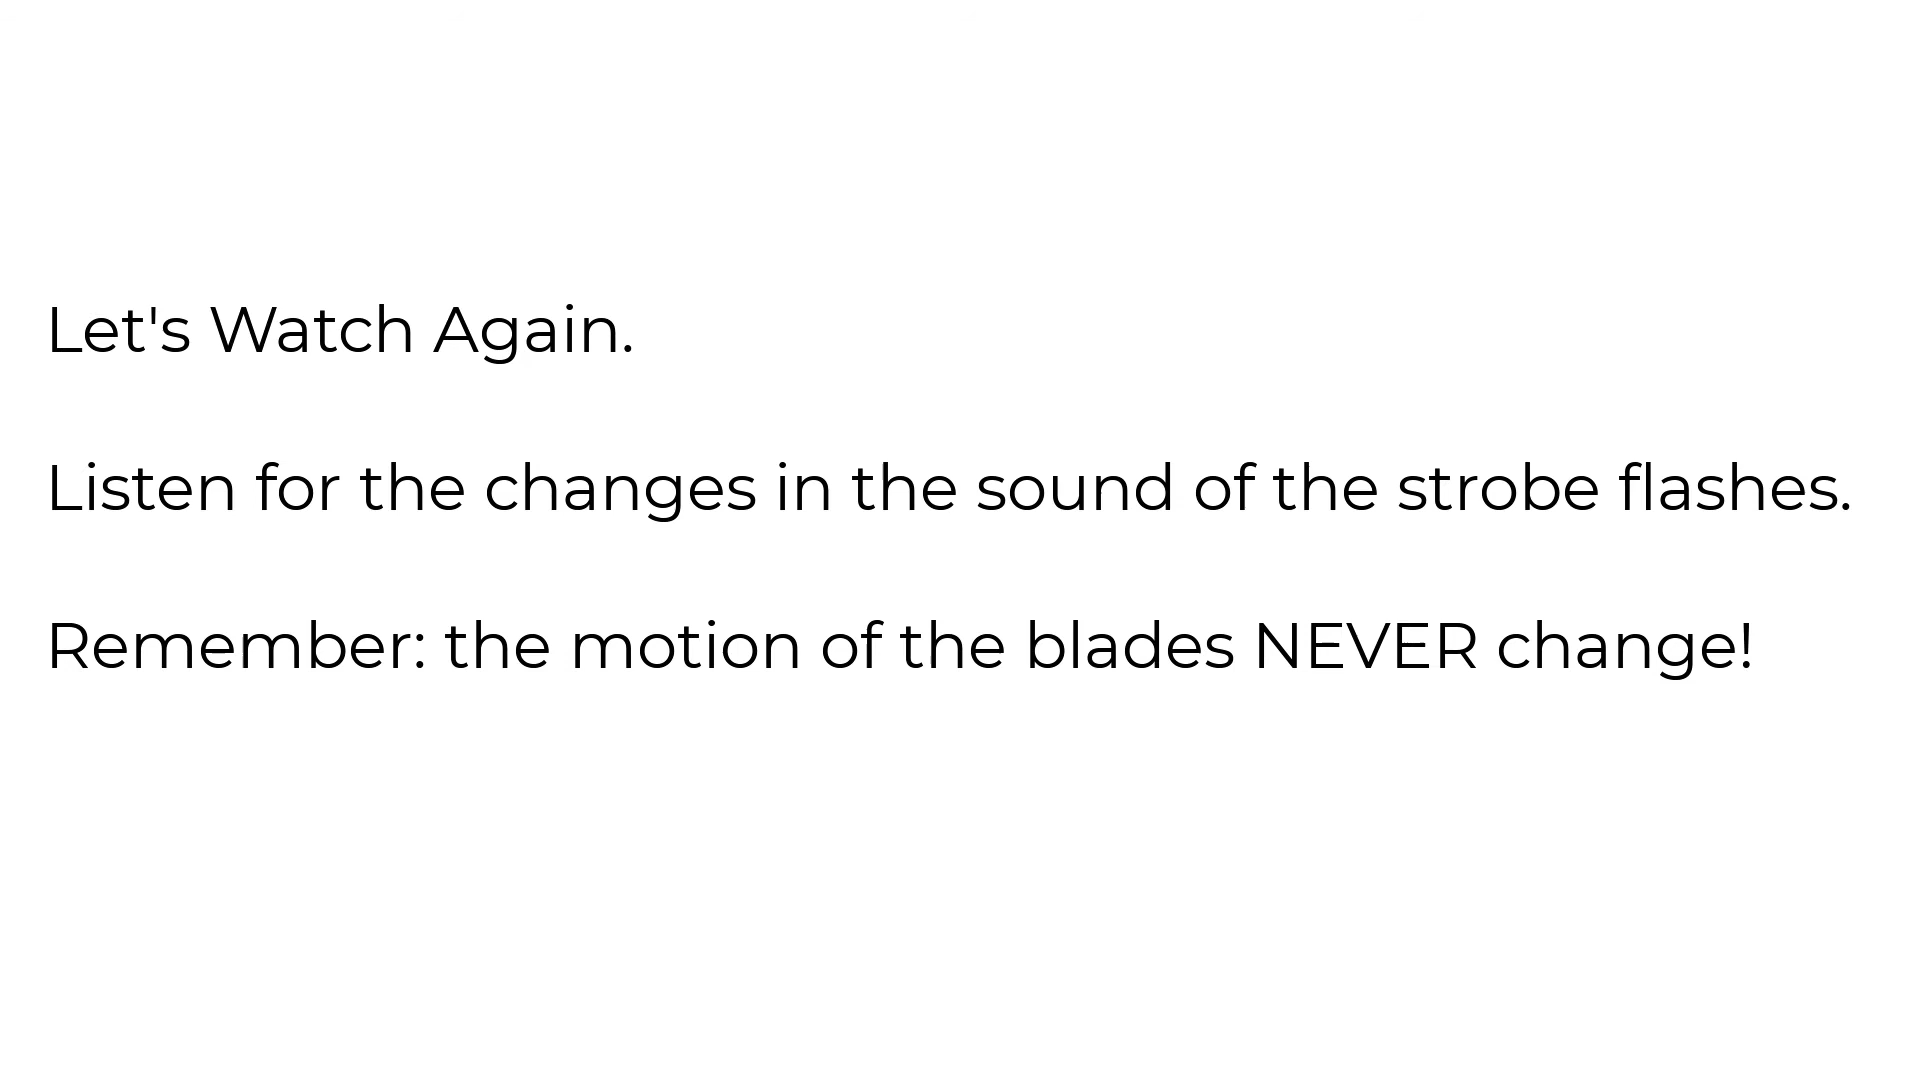 Let's Watch Again.
Listen for the changes in the sound of the strobe flashes.
Remember: the motion of the blades NEVER change!